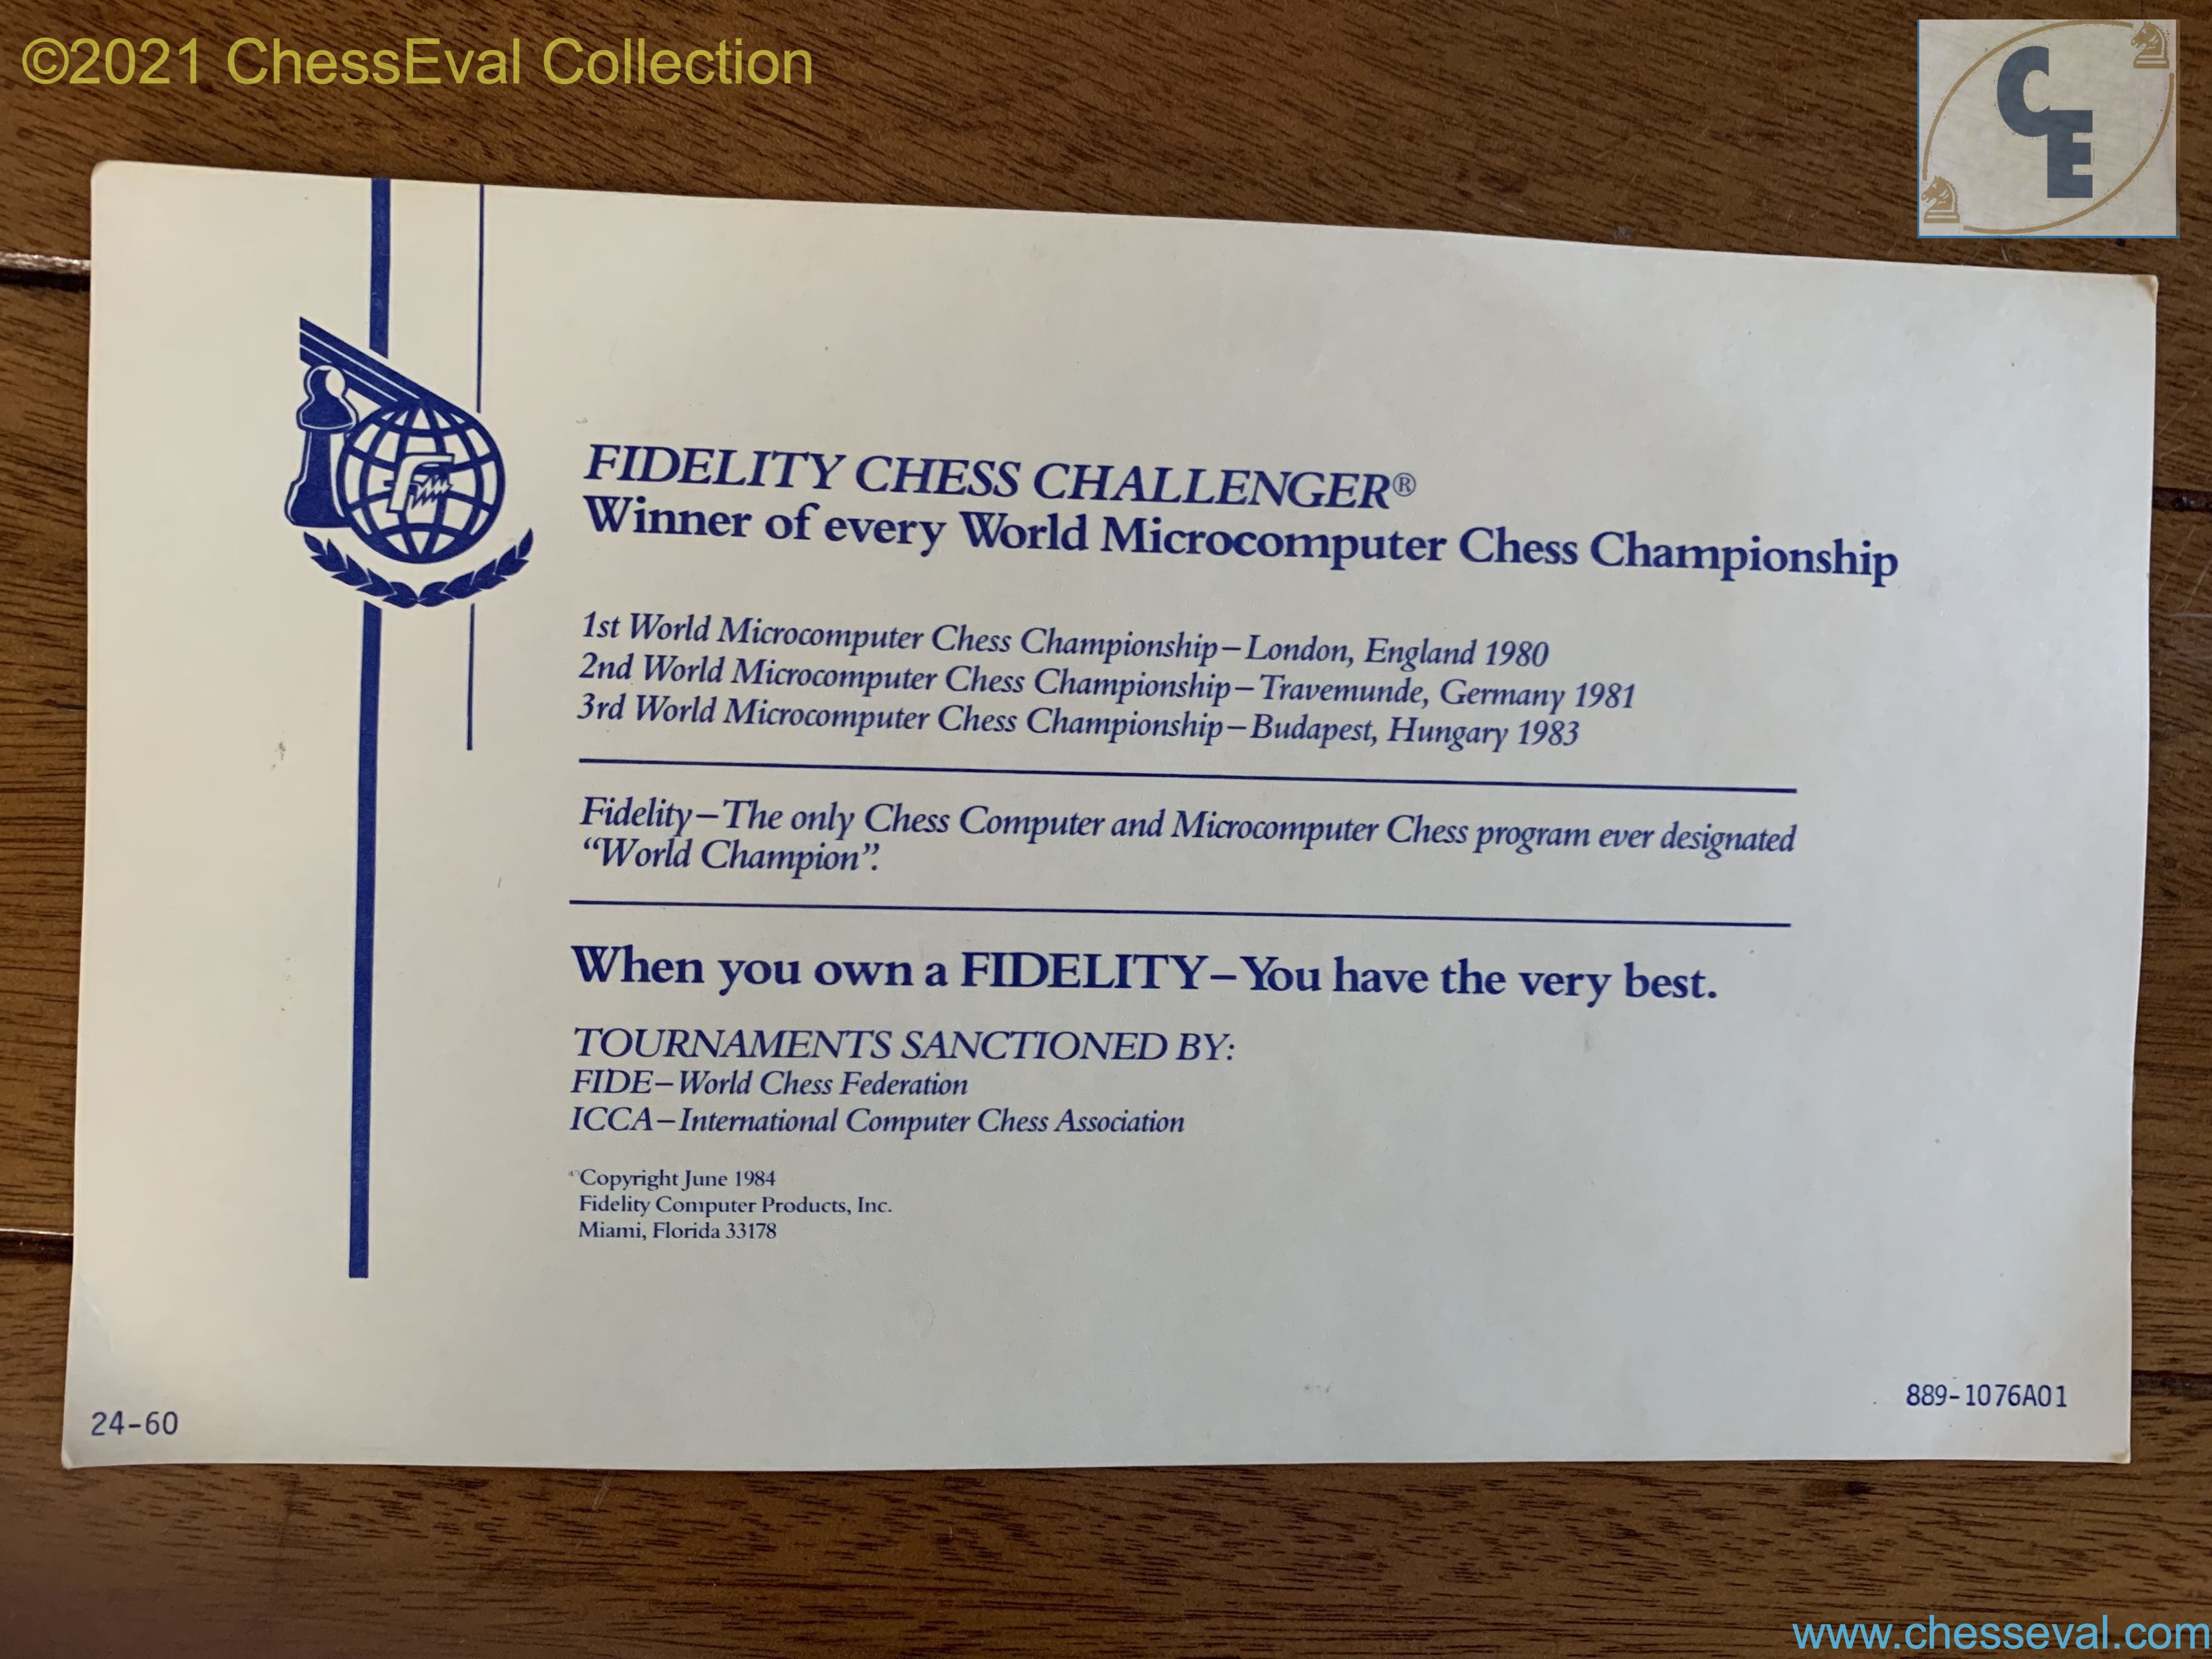 ©2021 ChessEval Collection
CE
F
FIDELITY CHESS CHALLENGER®
Winner of every World Microcomputer Chess Championship
1st World Microcomputer Chess Championship—London, England 1980
2nd World Microcomputer Chess Championship—Travemunde, Germany 1981
3rd World Microcomputer Chess Championship—Budapest, Hungary 1983
Fidelity—The only Chess Computer and Microcomputer Chess program ever designated
“World Champion”.
When you own a FIDELITY—You have the very best.
TOURNAMENTS SANCTIONED BY:
FIDE—World Chess Federation
ICCA—International Computer Chess Association
©Copyright June 1984
Fidelity Computer Products, Inc.
Miami, Florida 33178
24-60
889-1076A01
www.chesseval.com